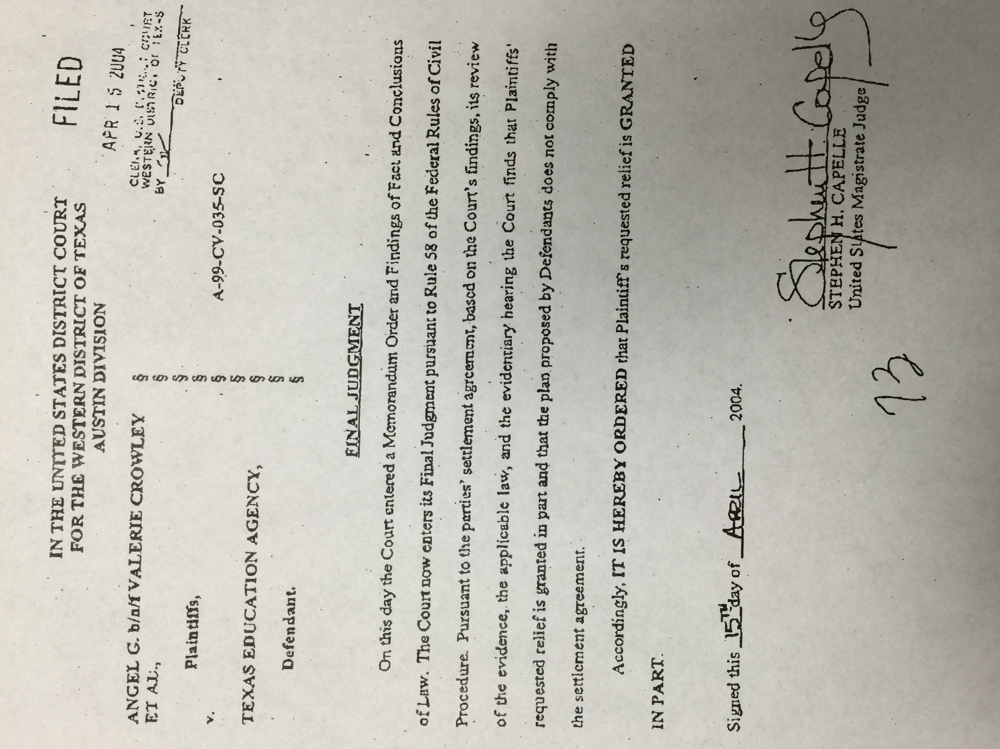 IN THE UNITED STATES DISTRICT COURT
FOR THE WESTERN DISTRICT OF TEXAS
AUSTIN DIVISION
FILED
APR 15 2004
CLERK, U.S. DISTRICT COURT
WESTERN DISTRICT OF TEXAS
BY
DEPUTY CLERK
ANGEL G. b/n/f VALERIE CROWLEY §
ET AL., §
§
Plaintiffs, §
§
v. § A-99-CV-035-SC
§
TEXAS EDUCATION AGENCY, §
§
Defendant.
FINAL JUDGMENT
On this day the Court entered a Memorandum Order and Findings of Fact and Conclusions
of Law. The Court now enters its Final Judgment pursuant to Rule 58 of the Federal Rules of Civil
Procedure. Pursuant to the parties' settlement agreement, based on the Court's findings, its review
of the evidence, the applicable law, and the evidentiary hearing the Court finds that Plaintiffs'
requested relief is granted in part and that the plan proposed by Defendants does not comply with
the settlement agreement.
Accordingly, IT IS HEREBY ORDERED that Plaintiff's requested relief is GRANTED
IN PART.
Signed this 15TH day of APRIL 2004.
Stephen H. Capelle
STEPHEN H. CAPELLE
United States Magistrate Judge
73